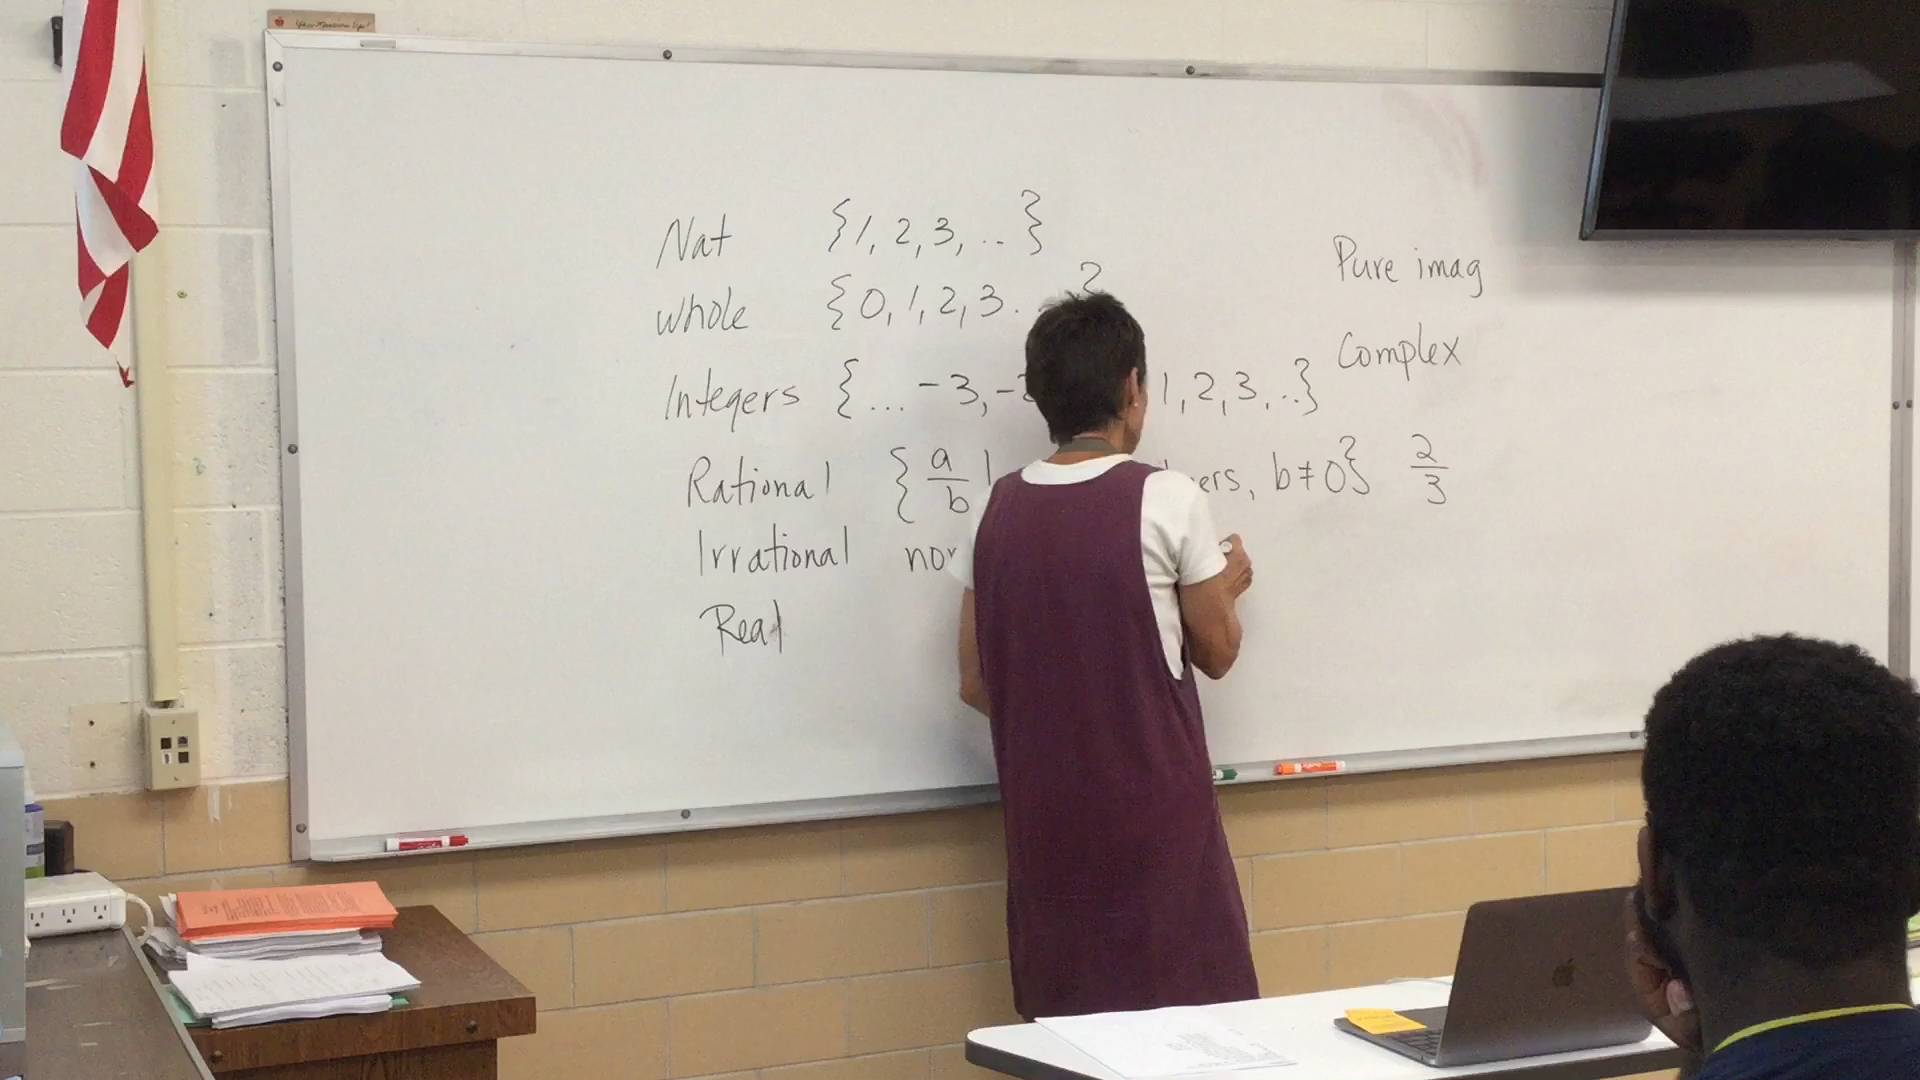 Nat {1, 2, 3, .. }
Whole {0, 1, 2, 3 . . }
Integers {... -3, - 1, 2, 3, ..}
Rational {a/b | ers, b ≠ 0} 2/3
Irrational
Real
Pure imag
Complex